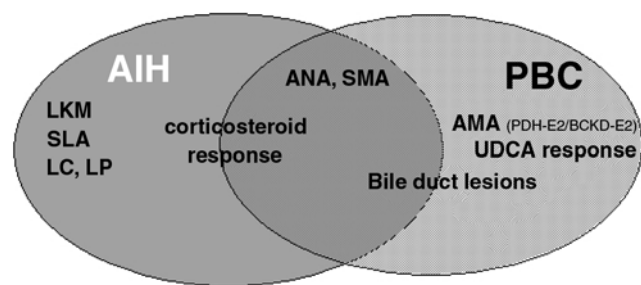 AIH
LKM
SLA
LC, LP
corticosteroid
response
ANA, SMA
PBC
AMA (PDH-E2/BCKD-E2)
UDCA response
Bile duct lesions